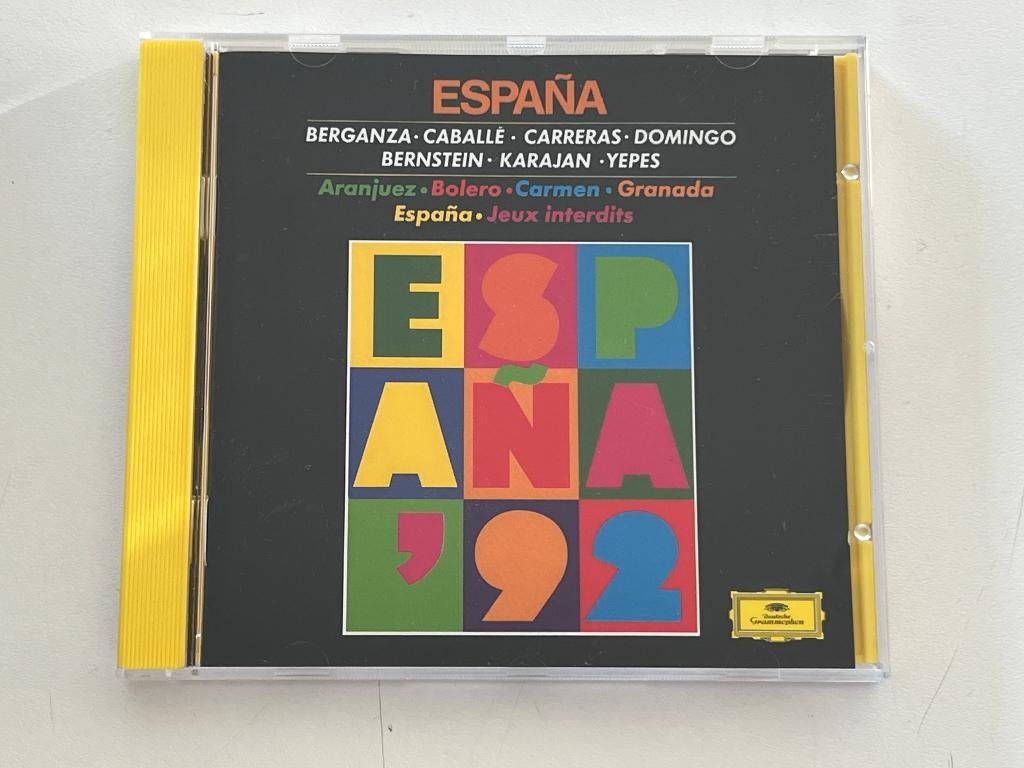 ESPAÑA
BERGANZA · CABALLÉ · CARRERAS · DOMINGO
BERNSTEIN · KARAJAN · YEPES
Aranjuez • Bolero • Carmen • Granada
España • Jeux interdits
ESP
AÑA
'92
Deutsche
Grammophon